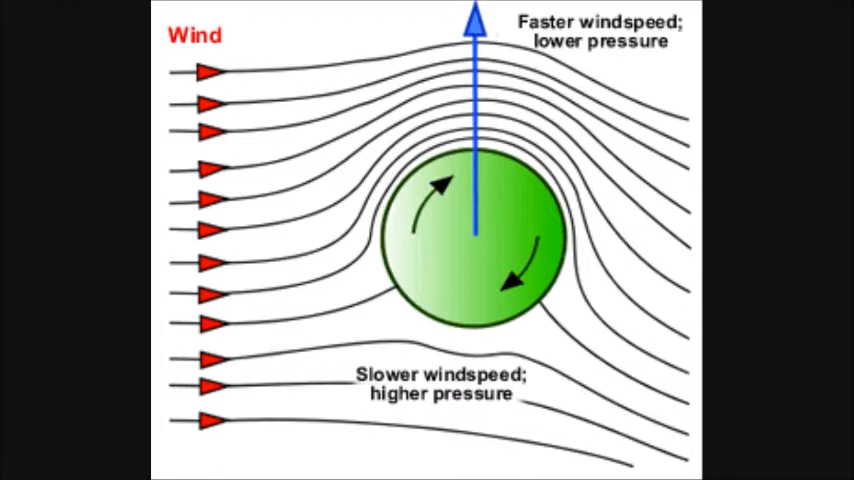 Wind
Faster windspeed;
lower pressure
Slower windspeed;
higher pressure